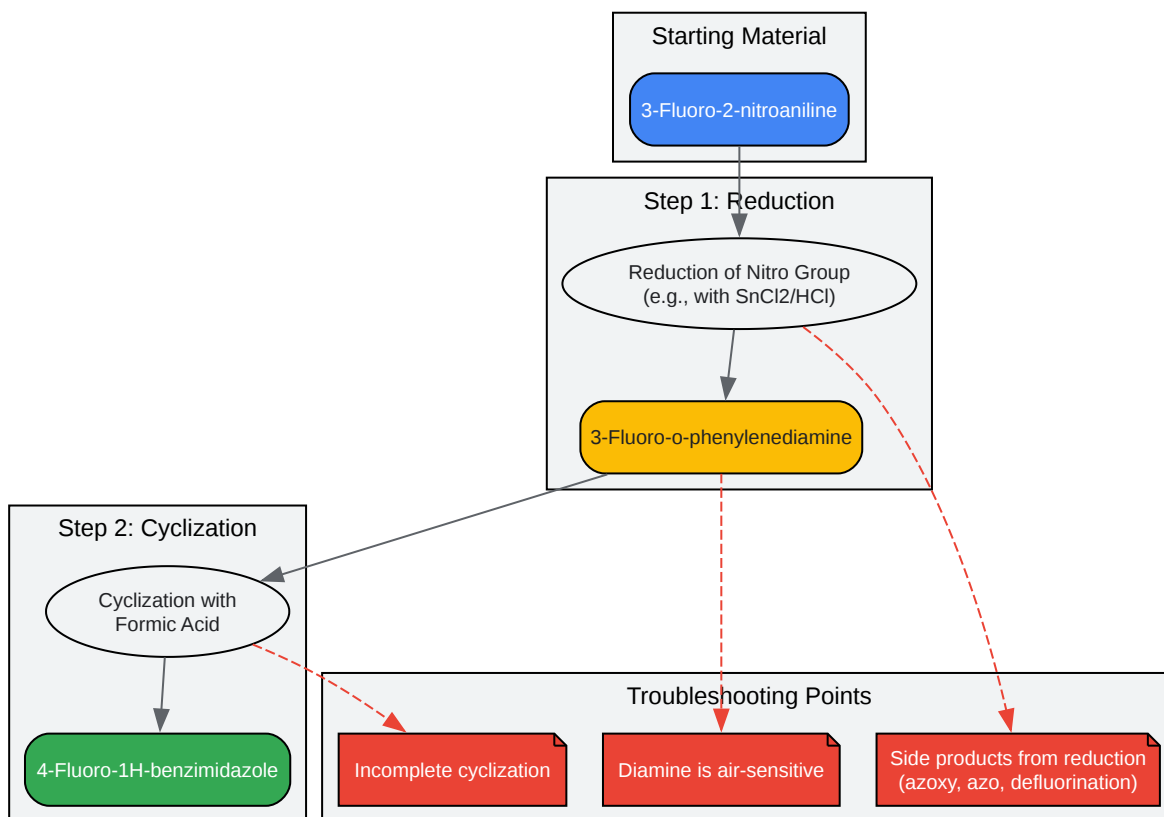 Starting Material
3-Fluoro-2-nitroaniline
Step 1: Reduction
Reduction of Nitro Group
(e.g., with SnCl2/HCl)
3-Fluoro-o-phenylenediamine
Step 2: Cyclization
Cyclization with
Formic Acid
4-Fluoro-1H-benzimidazole
Troubleshooting Points
Incomplete cyclization
Diamine is air-sensitive
Side products from reduction
(azoxy, azo, defluorination)